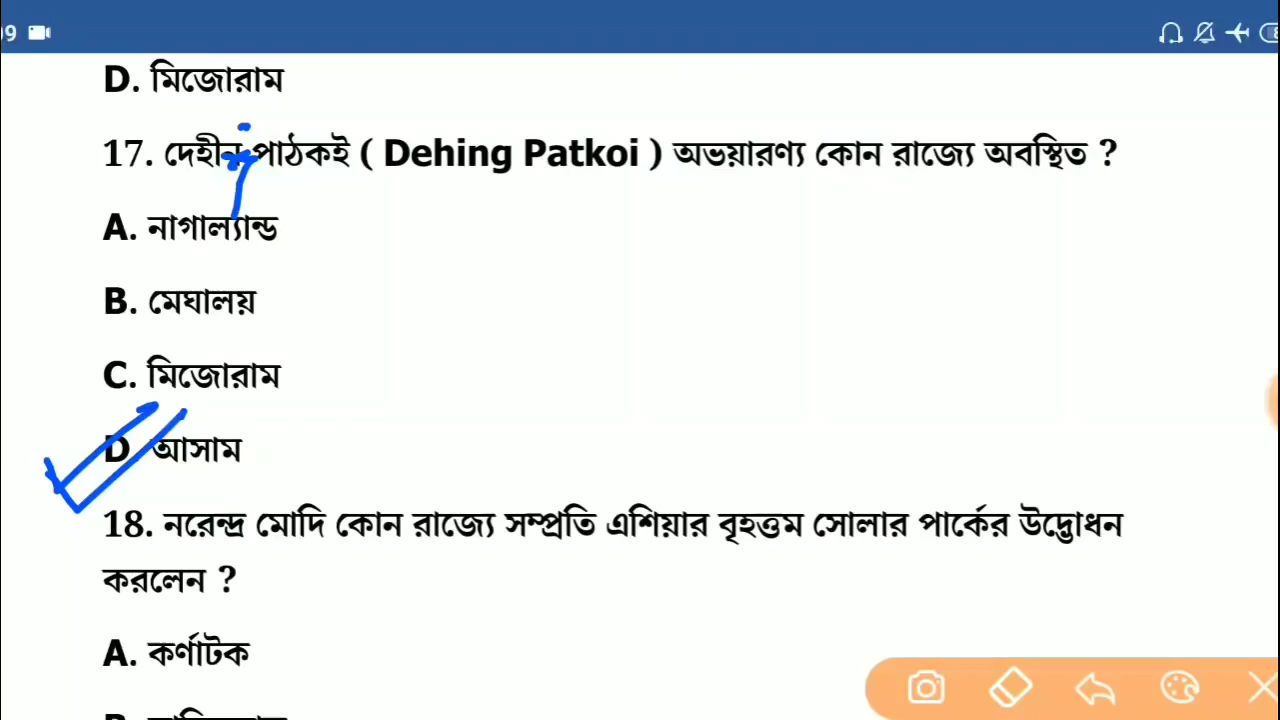 09
D. মিজোরাম
17. দেহীন পাঠকই ( Dehing Patkoi ) অভয়ারণ্য কোন রাজ্যে অবস্থিত ?
A. নাগাল্যান্ড
B. মেঘালয়
C. মিজোরাম
D. আসাম
18. নরেন্দ্র মোদি কোন রাজ্যে সম্প্রতি এশিয়ার বৃহত্তম সোলার পার্কের উদ্ভোধন
করলেন ?
A. কর্ণাটক